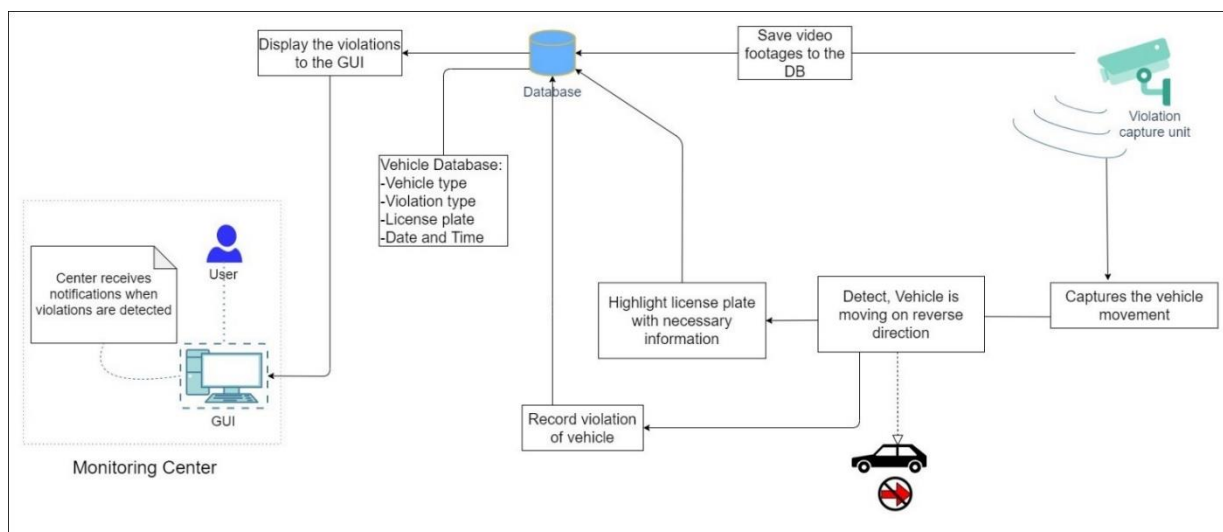 Display the violations
to the GUI
Database
Save video
footages to the
DB
Violation
capture unit
Vehicle Database:
-Vehicle type
-Violation type
-License plate
-Date and Time
User
Center receives
notifications when
violations are detected
GUI
Monitoring Center
Highlight license plate
with necessary
information
Detect, Vehicle is
moving on reverse
direction
Captures the vehicle
movement
Record violation
of vehicle